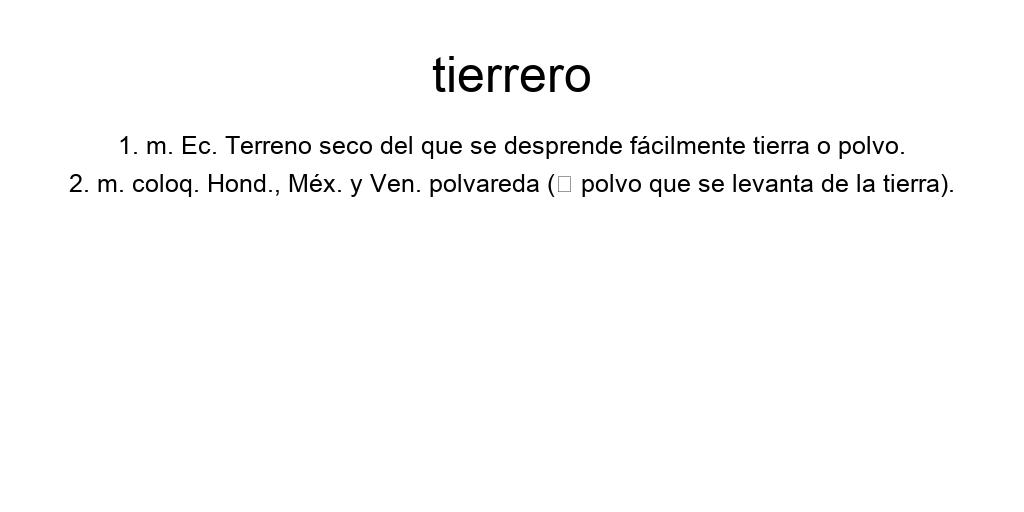 tierrero
1. m. Ec. Terreno seco del que se desprende fácilmente tierra o polvo.
2. m. coloq. Hond., Méx. y Ven. polvareda (▯ polvo que se levanta de la tierra).